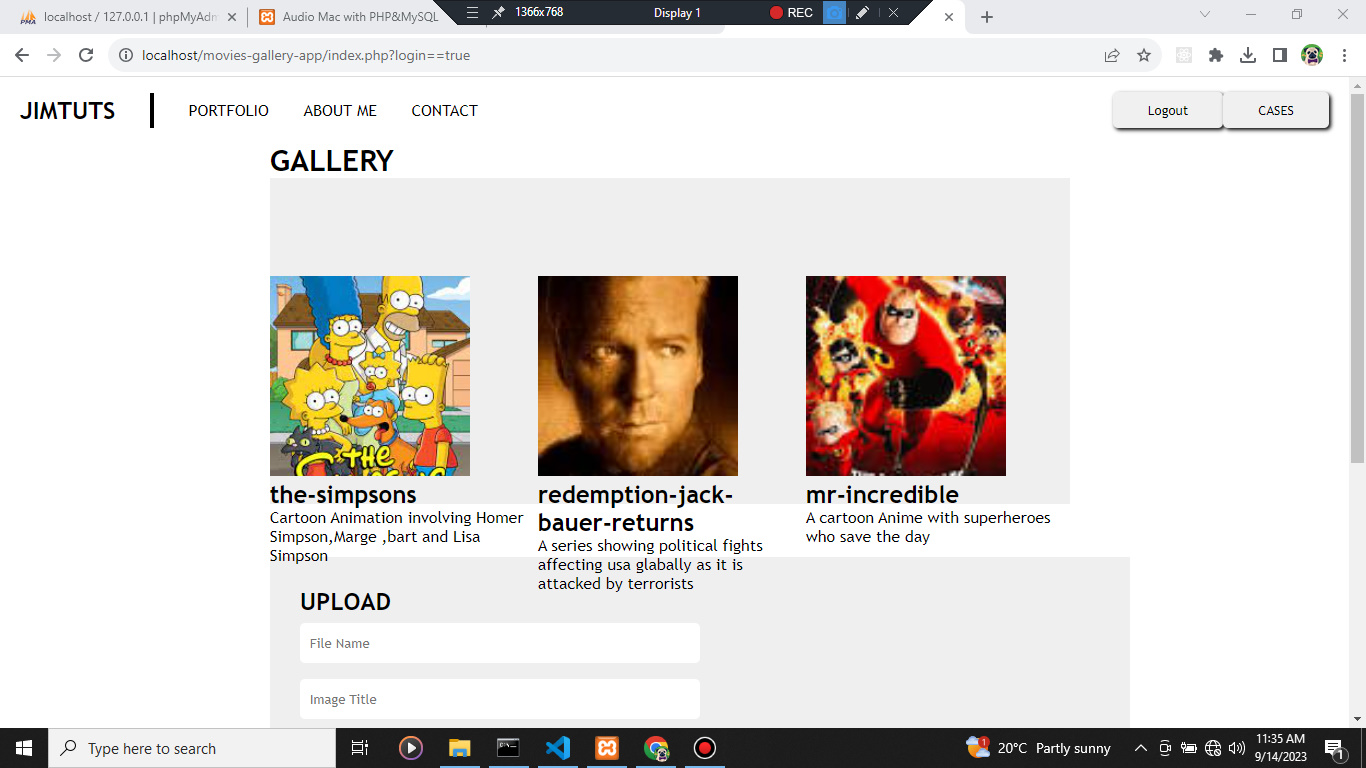 localhost / 127.0.0.1 | phpMyAdm
Audio Mac with PHP&MySQL
1366x768
Display 1
REC
localhost/movies-gallery-app/index.php?login==true
JIMTUTS
PORTFOLIO
ABOUT ME
CONTACT
Logout
CASES
GALLERY
THE
the-simpsons
Cartoon Animation involving Homer
Simpson,Marge ,bart and Lisa
Simpson
redemption-jack-
bauer-returns
A series showing political fights
affecting usa glabally as it is
attacked by terrorists
mr-incredible
A cartoon Anime with superheroes
who save the day
UPLOAD
File Name
Image Title
Type here to search
1
20°C Partly sunny
11:35 AM
9/14/2023
1